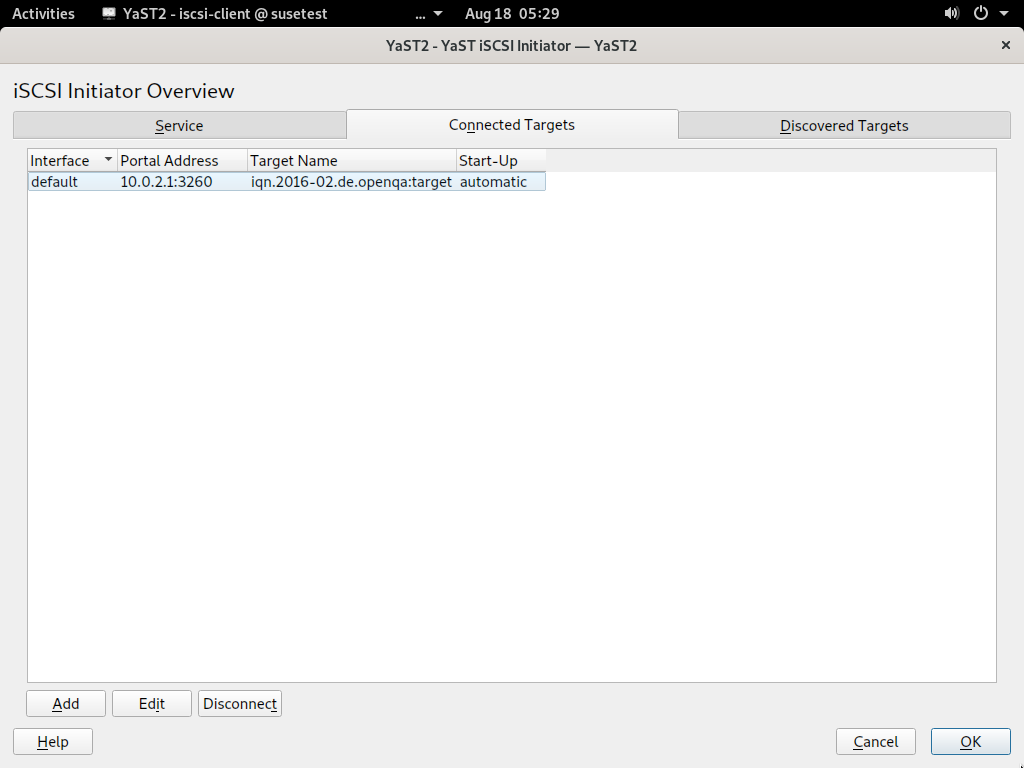 Activities YaST2 - iscsi-client @ susetest ... Aug 18 05:29
YaST2 - YaST iSCSI Initiator — YaST2 ×
iSCSI Initiator Overview
Service Connected Targets Discovered Targets
Interface Portal Address Target Name Start-Up
default 10.0.2.1:3260 iqn.2016-02.de.openqa:target automatic
Add Edit Disconnect
Help Cancel OK